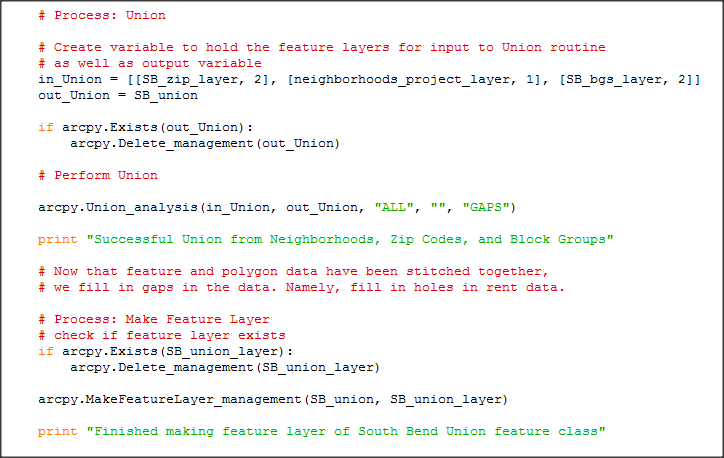 # Process: Union
# Create variable to hold the feature layers for input to Union routine
# as well as output variable
in_Union = [[SB_zip_layer, 2], [neighborhoods_project_layer, 1], [SB_bgs_layer, 2]]
out_Union = SB_union
if arcpy.Exists(out_Union):
    arcpy.Delete_management(out_Union)
# Perform Union
arcpy.Union_analysis(in_Union, out_Union, "ALL", "", "GAPS")
print "Successful Union from Neighborhoods, Zip Codes, and Block Groups"
# Now that feature and polygon data have been stitched together,
# we fill in gaps in the data. Namely, fill in holes in rent data.
# Process: Make Feature Layer
# check if feature layer exists
if arcpy.Exists(SB_union_layer):
    arcpy.Delete_management(SB_union_layer)
arcpy.MakeFeatureLayer_management(SB_union, SB_union_layer)
print "Finished making feature layer of South Bend Union feature class"